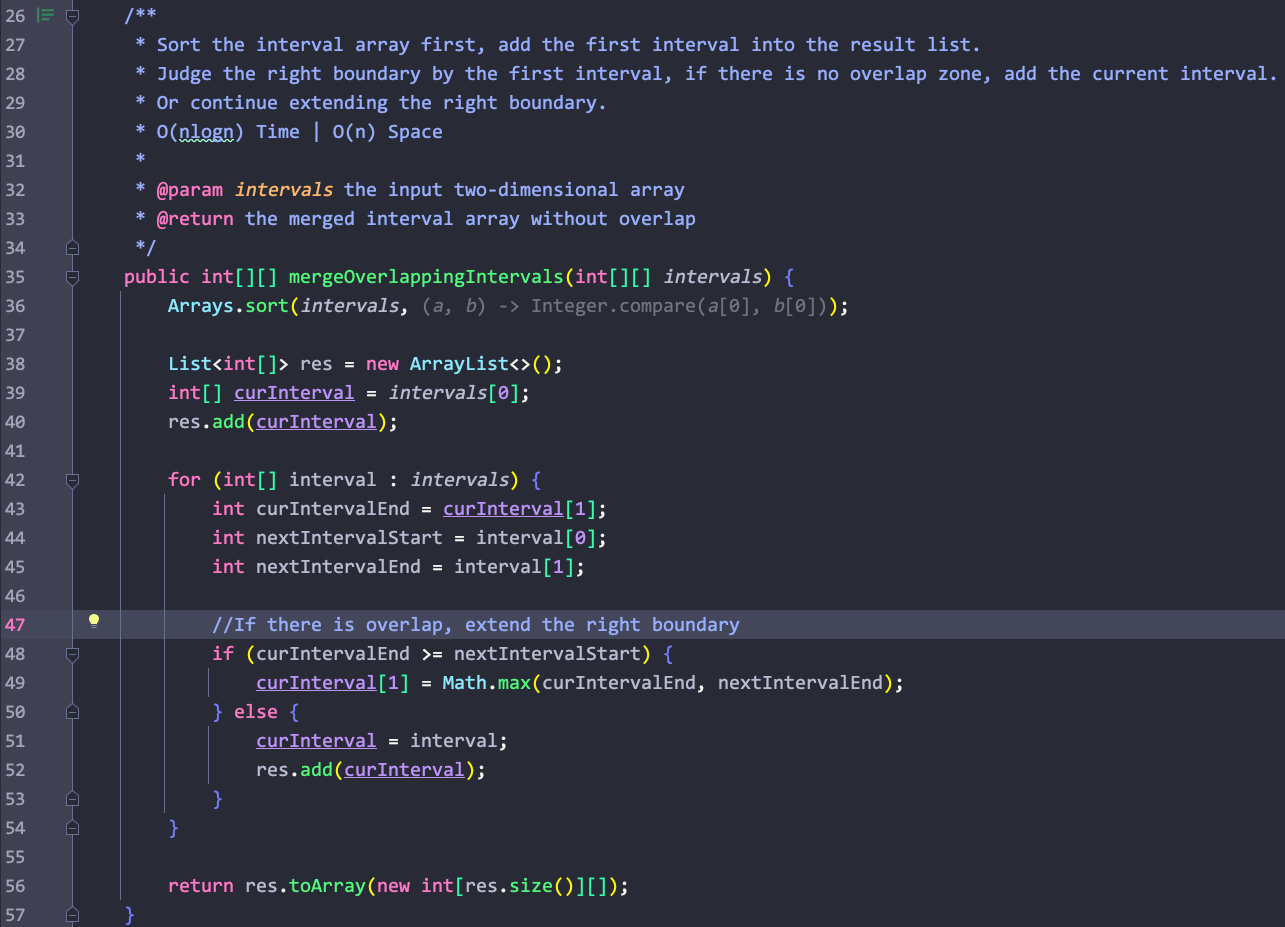 26 /**
27 * Sort the interval array first, add the first interval into the result list.
28 * Judge the right boundary by the first interval, if there is no overlap zone, add the current interval.
29 * Or continue extending the right boundary.
30 * O(nlogn) Time | O(n) Space
31 *
32 * @param intervals the input two-dimensional array
33 * @return the merged interval array without overlap
34 */
35 public int[][] mergeOverlappingIntervals(int[][] intervals) {
36 Arrays.sort(intervals, (a, b) -> Integer.compare(a[0], b[0]));
37
38 List<int[]> res = new ArrayList<>();
39 int[] curInterval = intervals[0];
40 res.add(curInterval);
41
42 for (int[] interval : intervals) {
43 int curIntervalEnd = curInterval[1];
44 int nextIntervalStart = interval[0];
45 int nextIntervalEnd = interval[1];
46
47 //If there is overlap, extend the right boundary
48 if (curIntervalEnd >= nextIntervalStart) {
49 curInterval[1] = Math.max(curIntervalEnd, nextIntervalEnd);
50 } else {
51 curInterval = interval;
52 res.add(curInterval);
53 }
54 }
55
56 return res.toArray(new int[res.size()][]);
57 }